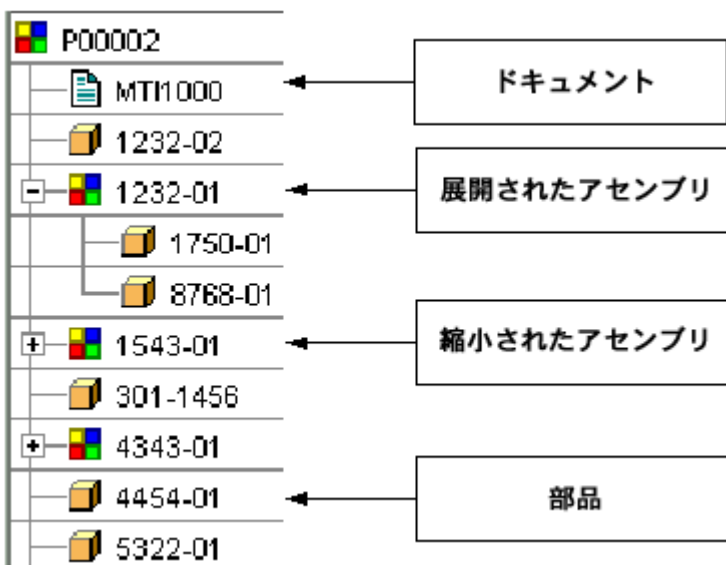 P00002
MTI1000
ドキュメント
1232-02
1232-01
展開されたアセンブリ
1750-01
8768-01
1543-01
縮小されたアセンブリ
301-1456
4343-01
4454-01
部品
5322-01